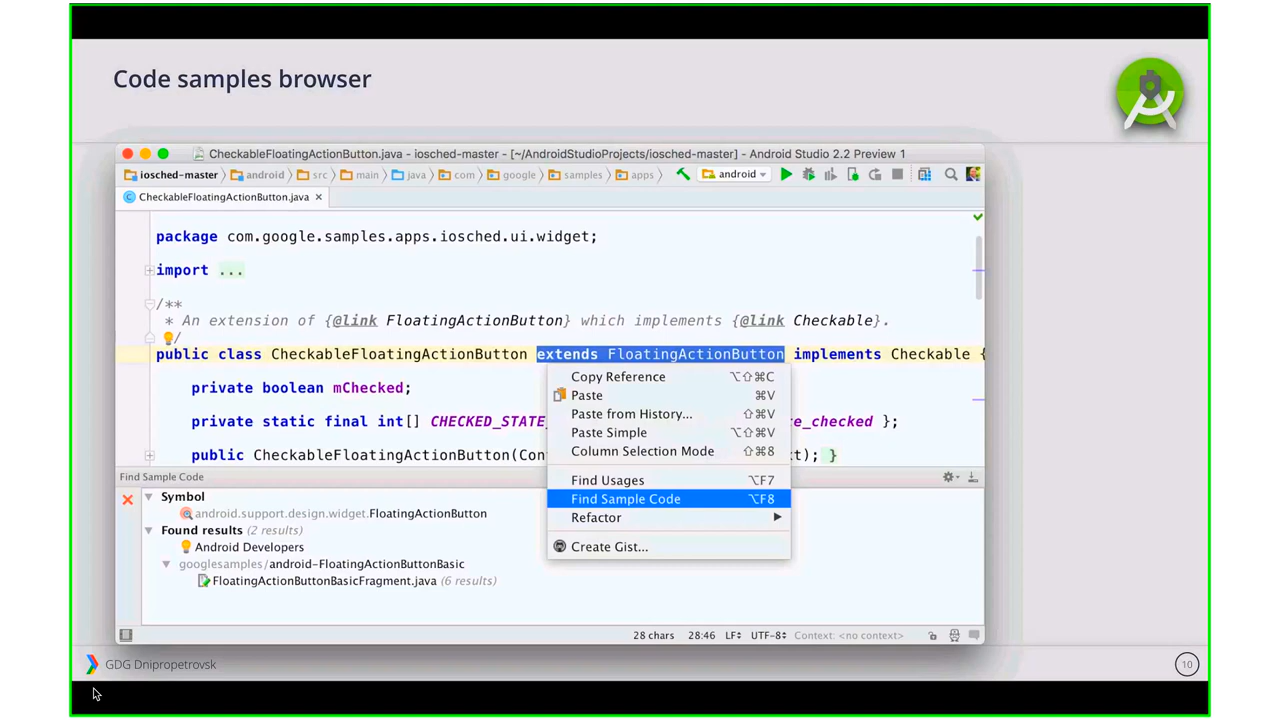 Code samples browser
CheckableFloatingActionButton.java - iosched-master - [~/AndroidStudioProjects/iosched-master] - Android Studio 2.2 Preview 1
iosched-master android src main java com google samples apps android
CheckableFloatingActionButton.java
package com.google.samples.apps.iosched.ui.widget;
import ...
/**
* An extension of {@link FloatingActionButton} which implements {@link Checkable}.
*/
public class CheckableFloatingActionButton extends FloatingActionButton implements Checkable {
private boolean mChecked;
private static final int[] CHECKED_STATE_ e_checked };
public CheckableFloatingActionButton(Con xt); }
Copy Reference ⌥⇧⌘C
Paste ⌘V
Paste from History... ⇧⌘V
Paste Simple ⌥⇧⌘V
Column Selection Mode ⇧⌘8
Find Usages ⌥F7
Find Sample Code ⌥F8
Refactor
Create Gist...
Find Sample Code
Symbol
android.support.design.widget.FloatingActionButton
Found results (2 results)
Android Developers
googlesamples/android-FloatingActionButtonBasic
FloatingActionButtonBasicFragment.java (6 results)
28 chars 28:46 LF UTF-8 Context: <no context>
GDG Dnipropetrovsk
10